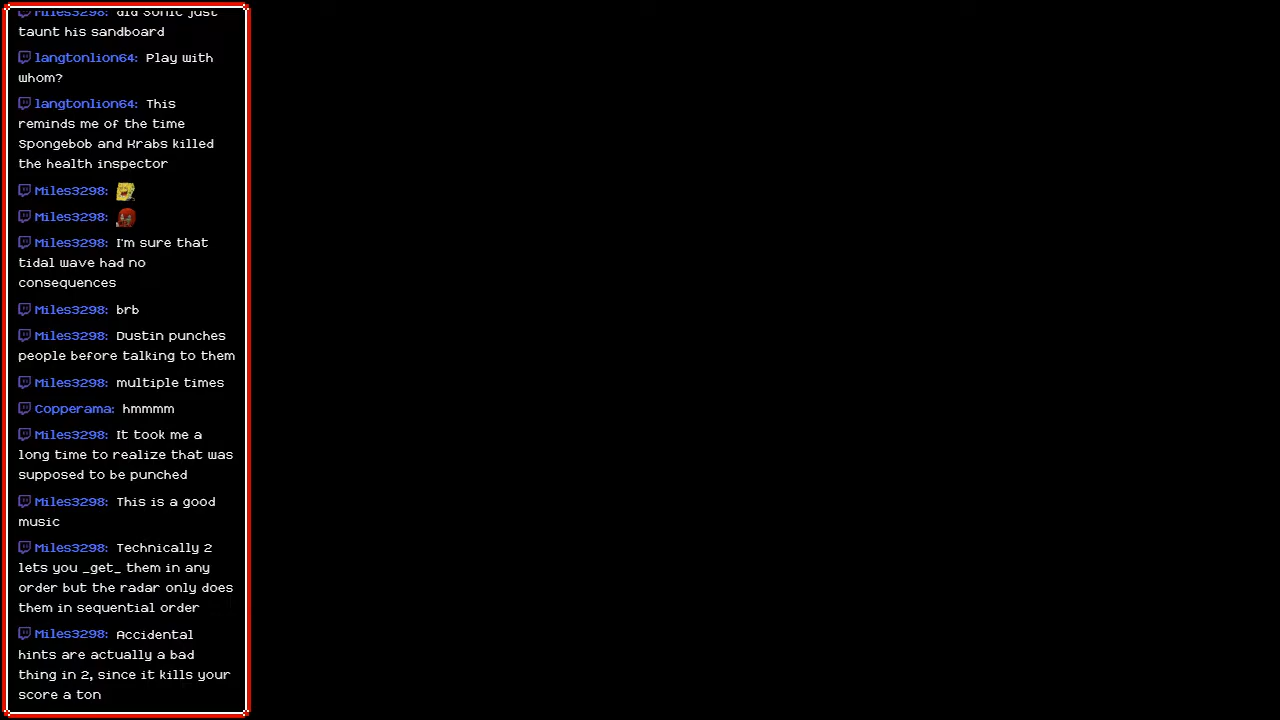 Miles3298: did Sonic just
taunt his sandboard
langtonlion64: Play with
whom?
langtonlion64: This
reminds me of the time
Spongebob and Krabs killed
the health inspector
Miles3298:
Miles3298:
Miles3298: I'm sure that
tidal wave had no
consequences
Miles3298: brb
Miles3298: Dustin punches
people before talking to them
Miles3298: multiple times
Copperama: hmmmm
Miles3298: It took me a
long time to realize that was
supposed to be punched
Miles3298: This is a good
music
Miles3298: Technically 2
lets you _get_ them in any
order but the radar only does
them in sequential order
Miles3298: Accidental
hints are actually a bad
thing in 2, since it kills your
score a ton